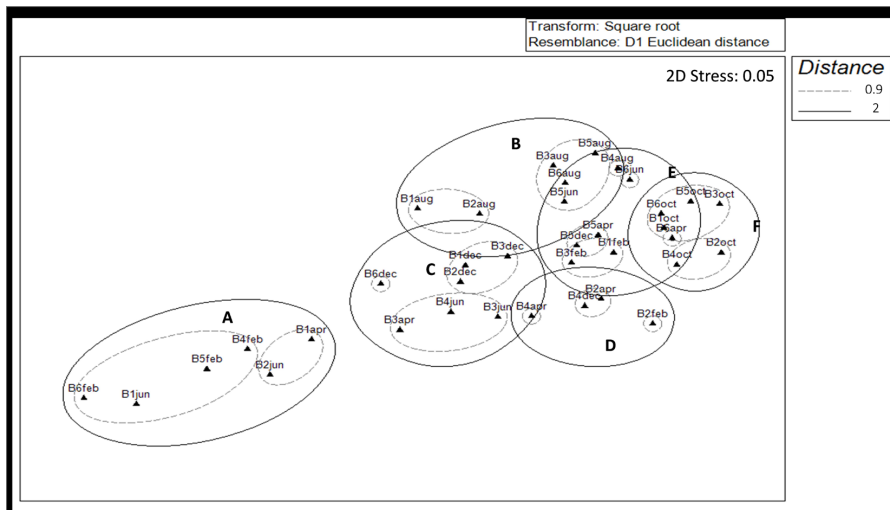 Transform: Square root
Resemblance: D1 Euclidean distance
2D Stress: 0.05
Distance
0.9
2
B
B5aug
B3aug
B4aug
B6aug
B6jun
E
B5jun
B1aug
B2aug
B5oct
B3oct
B6oct
B1oct
F
B5apr
B6apr
B3dec
B5dec
B1feb
B2oct
B1dec
B3feb
B4oct
C
B6dec
B2dec
B2apr
B4dec
B4jun
B3jun
B4apr
B2feb
B3apr
A
B1apr
B4feb
D
B5feb
B2jun
B6feb
B1jun